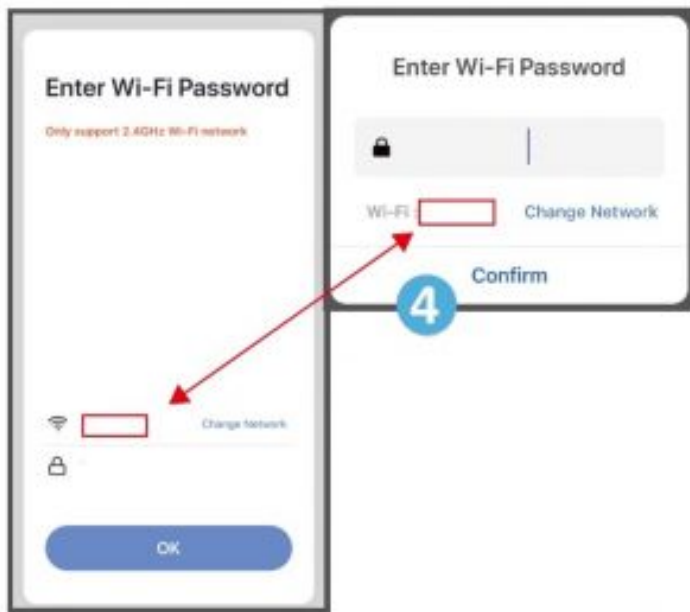 Enter Wi-Fi Password
Only support 2.4GHz Wi-Fi network
Change Network
OK
Enter Wi-Fi Password
Wi-Fi :
Change Network
Confirm
4